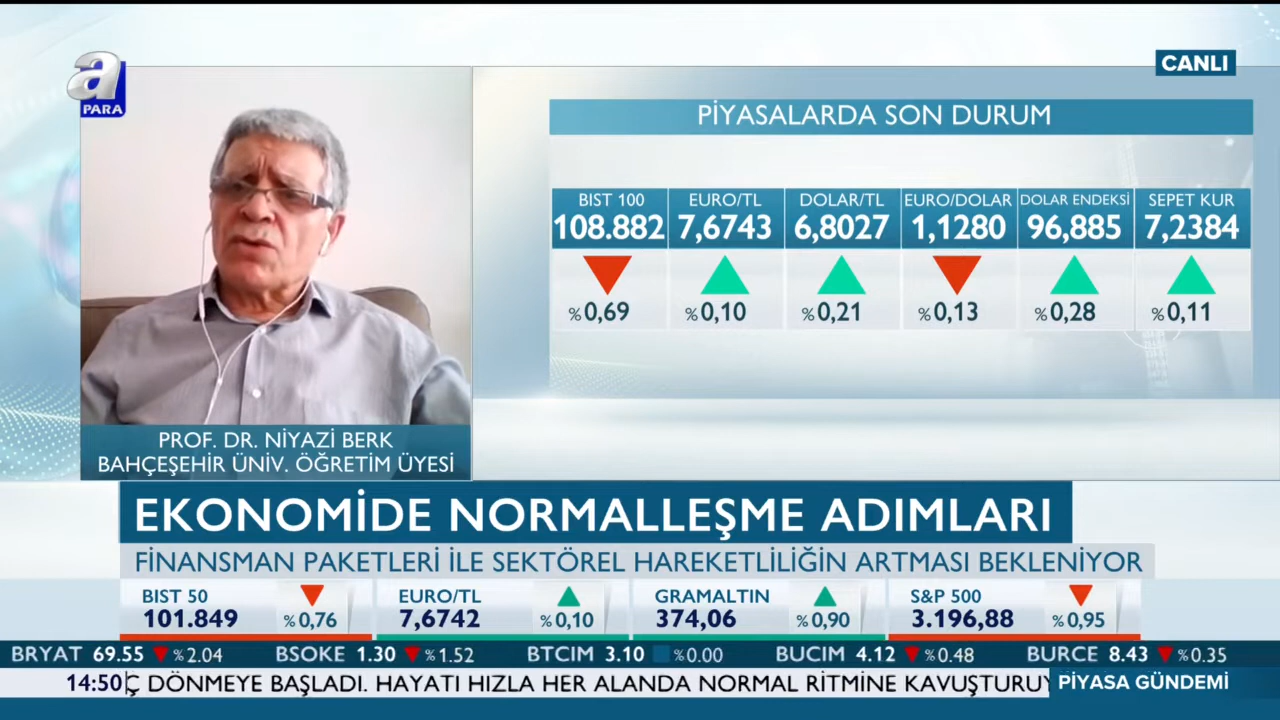 a
PARA
CANLI
PİYASALARDA SON DURUM
BIST 100 EURO/TL DOLAR/TL EURO/DOLAR DOLAR ENDEKSİ SEPET KUR
108.882 7,6743 6,8027 1,1280 96,885 7,2384
%0,69 %0,10 %0,21 %0,13 %0,28 %0,11
PROF. DR. NİYAZİ BERK
BAHÇEŞEHİR ÜNİV. ÖĞRETİM ÜYESİ
EKONOMİDE NORMALLEŞME ADIMLARI
FİNANSMAN PAKETLERİ İLE SEKTÖREL HAREKETLİLİĞİN ARTMASI BEKLENİYOR
BIST 50 EURO/TL GRAMALTIN S&P 500
101.849 %0,76 7,6742 %0,10 374,06 %0,90 3.196,88 %0,95
BRYAT 69.55 %2.04 BSOKE 1.30 %1.52 BTCIM 3.10 %0.00 BUCIM 4.12 %0.48 BURCE 8.43 %0.35
14:50 Ç DÖNMEYE BAŞLADI. HAYATI HIZLA HER ALANDA NORMAL RİTMİNE KAVUŞTURUY PİYASA GÜNDEMİ